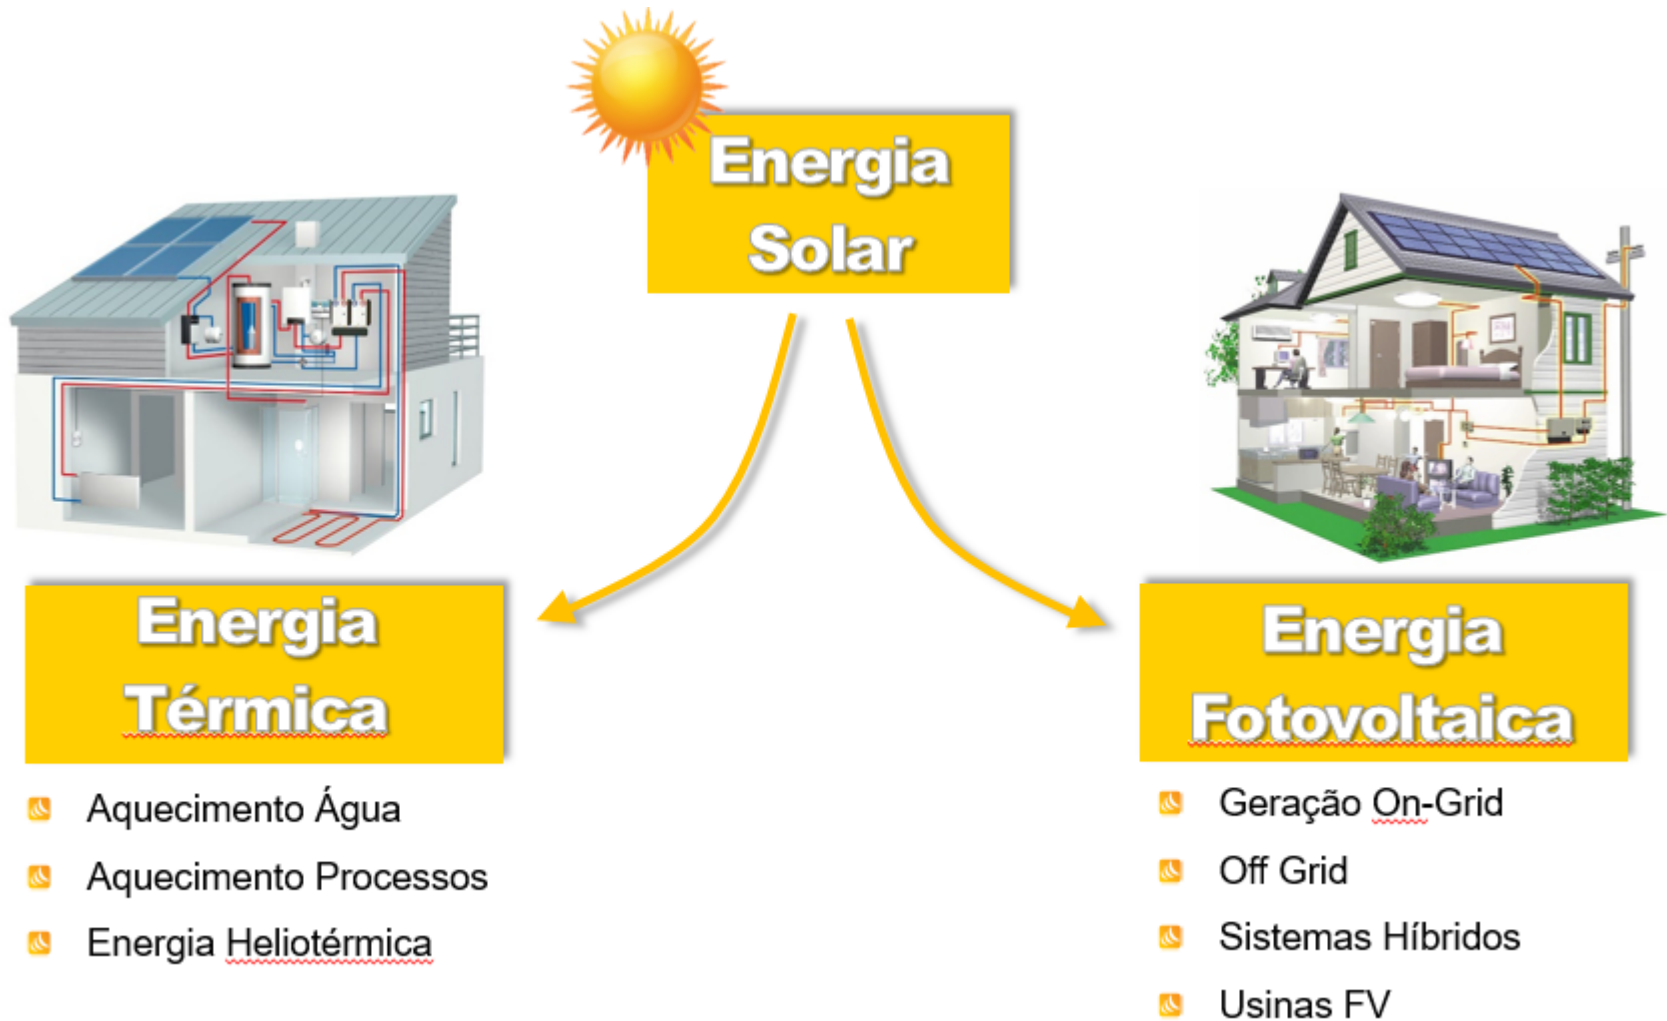 Energia
Solar
Energia
Térmica
Aquecimento Água
Aquecimento Processos
Energia Heliotérmica
Energia
Fotovoltaica
Geração On-Grid
Off Grid
Sistemas Híbridos
Usinas FV